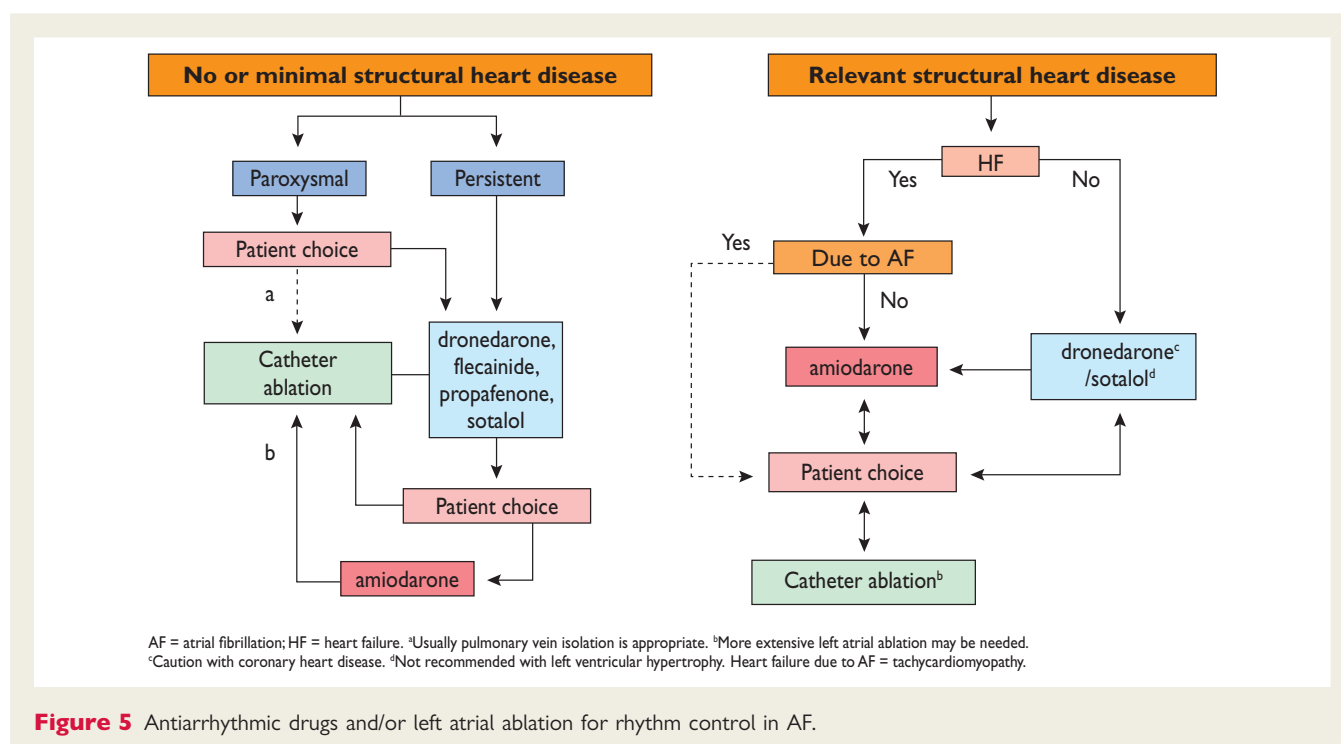 No or minimal structural heart disease
Paroxysmal
Persistent
Patient choice
a
Catheter
ablation
dronedarone,
flecainide,
propafenone,
sotalol
b
Patient choice
amiodarone
Relevant structural heart disease
HF
Yes
No
Yes
Due to AF
No
amiodarone
dronedaroneᶜ
/sotalolᵈ
Patient choice
Catheter ablationᵇ
AF = atrial fibrillation; HF = heart failure. ᵃUsually pulmonary vein isolation is appropriate. ᵇMore extensive left atrial ablation may be needed.
ᶜCaution with coronary heart disease. ᵈNot recommended with left ventricular hypertrophy. Heart failure due to AF = tachycardiomyopathy.
Figure 5 Antiarrhythmic drugs and/or left atrial ablation for rhythm control in AF.